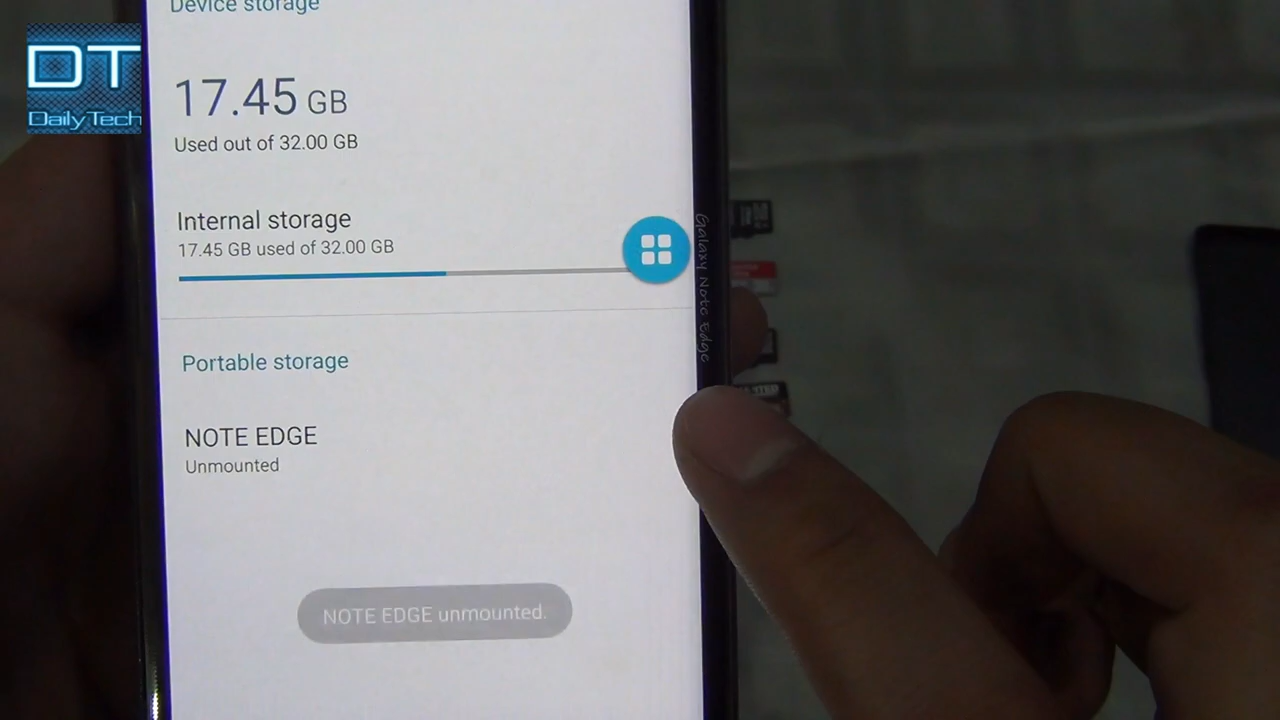 Device storage
DT
Daily Tech
17.45 GB
Used out of 32.00 GB
Internal storage
17.45 GB used of 32.00 GB
Galaxy Note Edge
Portable storage
NOTE EDGE
Unmounted
NOTE EDGE unmounted.